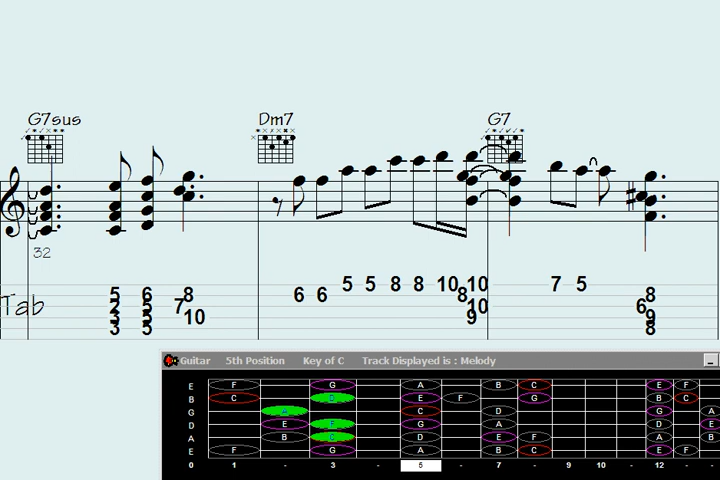 G7sus Dm7 G7
32
Tab
5 5 8 8 10 10 7 5
5 6 8 6 6 8 8
2 5 7 10 6
3 5 10 9 9
3 5 8
Guitar 5th Position Key of C Track Displayed is : Melody
E F G A B C E F
B C D E F G B C
G A C D G A
D E F G A D E
A B C D E F A B
E F G A B C E F
0 1 - 3 - 5 - 7 - 9 10 - 12 - -